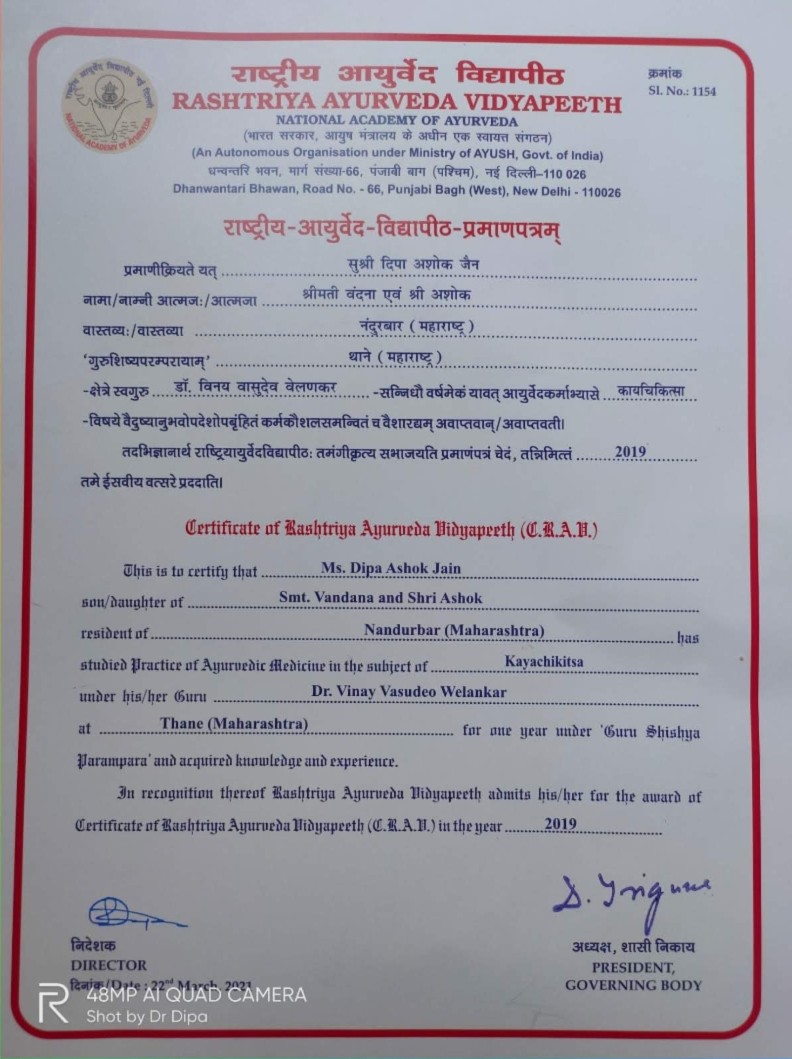 राष्ट्रीय आयुर्वेद विद्यापीठ
क्रमांक
Sl. No.: 1154
RASHTRIYA AYURVEDA VIDYAPEETH
NATIONAL ACADEMY OF AYURVEDA
(भारत सरकार, आयुष मंत्रालय के अधीन एक स्वायत संगठन)
(An Autonomous Organisation under Ministry of AYUSH, Govt. of India)
धन्वन्तरि भवन, मार्ग संख्या-66, पंजाबी बाग (पश्चिम), नई दिल्ली–110 026
Dhanwantari Bhawan, Road No. - 66, Punjabi Bagh (West), New Delhi - 110026
राष्ट्रीय-आयुर्वेद-विद्यापीठ-प्रमाणपत्रम्
प्रमाणीक्रियते यत् सुश्री दिपा अशोक जैन
नामा/नाम्नी आत्मजः/आत्मजा श्रीमती वंदना एवं श्री अशोक
वास्तव्यः/वास्तव्या नंदुरबार ( महाराष्ट्र )
'गुरुशिष्यपरम्परायाम्' थाने ( महाराष्ट्र )
-क्षेत्रे स्वगुरु डॉ. विनय वासुदेव वेलणकर -सन्निधौ वर्षमेकं यावत् आयुर्वेदकर्माभ्यासे कायचिकित्सा
-विषये वैदुष्यानुभवोपदेशोपबृंहितं कर्मकौशलसमन्वितं च वैशारद्यम् अवाप्तवान्/अवाप्तवती।
तदभिज्ञानार्थ राष्ट्रियायुर्वेदविद्यापीठः तमंगीकृत्य सभाजयति प्रमाणंपत्रं चेदं, तन्निमित्तं 2019
तमे ईसवीय वत्सरे प्रददाति।
Certificate of Rashtriya Ayurveda Vidyapeeth (C.R.A.V.)
This is to certify that Ms. Dipa Ashok Jain
son/daughter of Smt. Vandana and Shri Ashok
resident of Nandurbar (Maharashtra) has
studied Practice of Ayurvedic Medicine in the subject of Kayachikitsa
under his/her Guru Dr. Vinay Vasudeo Welankar
at Thane (Maharashtra) for one year under 'Guru Shishya
Parampara' and acquired knowledge and experience.
In recognition thereof Rashtriya Ayurveda Vidyapeeth admits his/her for the award of
Certificate of Rashtriya Ayurveda Vidyapeeth (C.R.A.V.) in the year 2019
D. Triguna
निदेशक
DIRECTOR
दिनांक/Date : 22nd March, 2021
अध्यक्ष, शासी निकाय
PRESIDENT,
GOVERNING BODY
48MP AI QUAD CAMERA
Shot by Dr Dipa